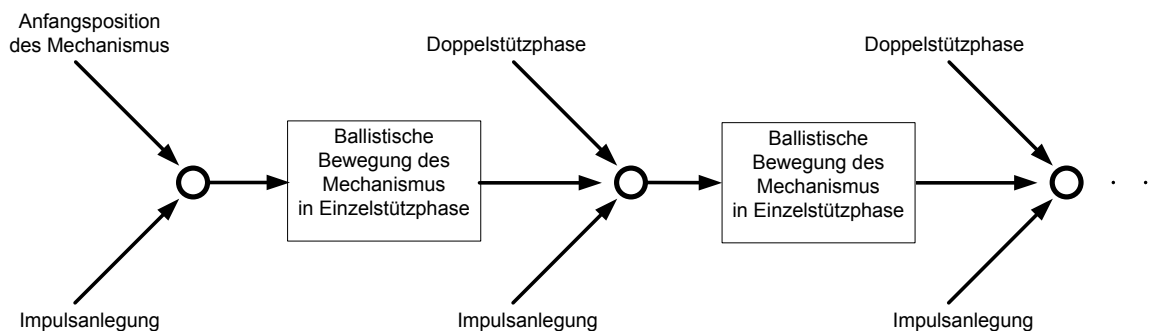 Anfangsposition
des Mechanismus
Doppelstützphase
Doppelstützphase
Ballistische
Bewegung des
Mechanismus
in Einzelstützphase
Ballistische
Bewegung des
Mechanismus
in Einzelstützphase
Impulsanlegung
Impulsanlegung
Impulsanlegung